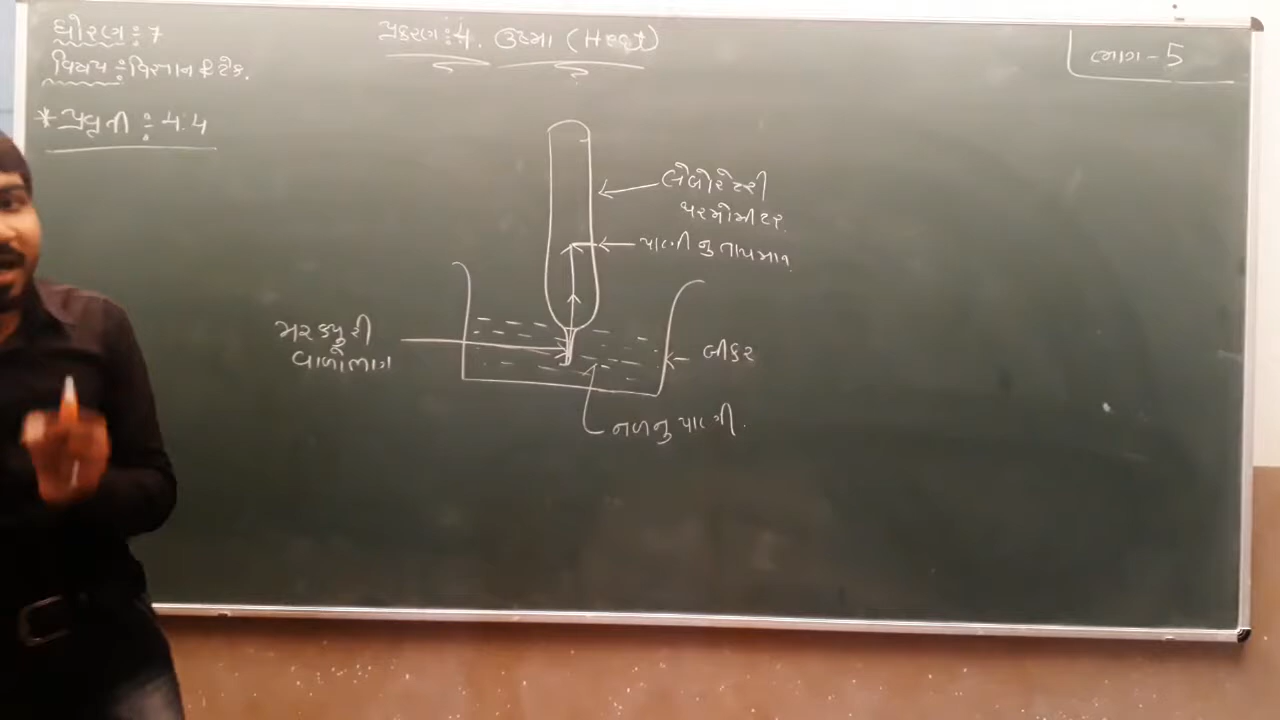 ધોરણ : 7
પ્રકરણ : 4. ઉષ્મા (Heat)
ભાગ - 5
વિષય : વિજ્ઞાન & ટેક.
* પ્રવૃતી : 4.4
લેબોરેટરી
થરમોમીટર
પાણીનુ તાપમાન
મરક્યુરી
વાળોભાગ
બીકર
નળનુ પાણી.